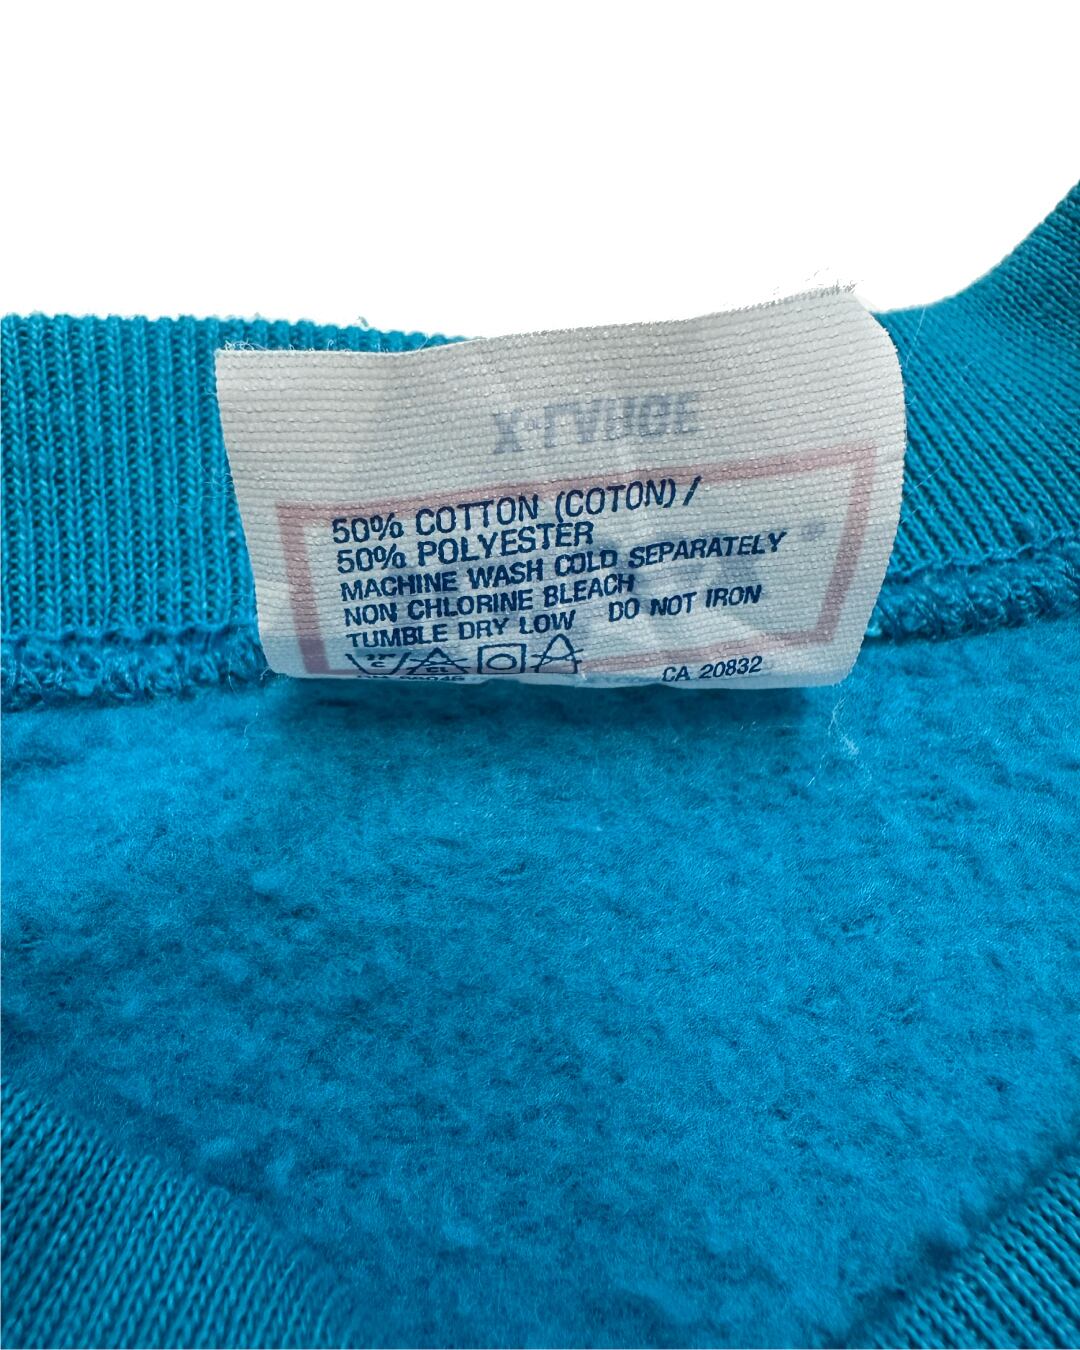 X-LARGE
50% COTTON (COTON) /
50% POLYESTER
MACHINE WASH COLD SEPARATELY
NON CHLORINE BLEACH
TUMBLE DRY LOW DO NOT IRON
CL
CA 20832